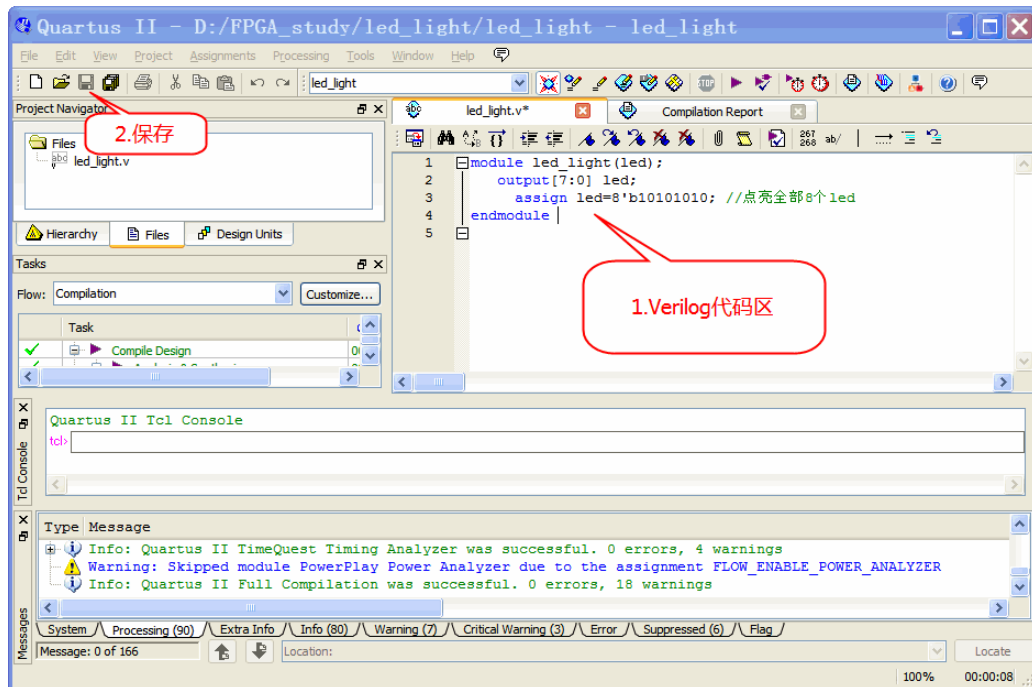 Quartus II - D:/FPGA_study/led_light/led_light - led_light
File Edit View Project Assignments Processing Tools Window Help
led_light
Project Navigator
2.保存
Files
abc led_light.v
Hierarchy Files Design Units
Tasks
Flow: Compilation Customize...
Task
Compile Design
abc led_light.v* Compilation Report
267 268 ab/
1 module led_light(led);
2 output[7:0] led;
3 assign led=8'b10101010; //点亮全部8个led
4 endmodule
5
1.Verilog代码区
Tcl Console
Quartus II Tcl Console
tcl>
Messages
Type Message
Info: Quartus II TimeQuest Timing Analyzer was successful. 0 errors, 4 warnings
Warning: Skipped module PowerPlay Power Analyzer due to the assignment FLOW_ENABLE_POWER_ANALYZER
Info: Quartus II Full Compilation was successful. 0 errors, 18 warnings
System Processing (90) Extra Info Info (80) Warning (7) Critical Warning (3) Error Suppressed (6) Flag
Message: 0 of 166 Location: Locate
100% 00:00:08